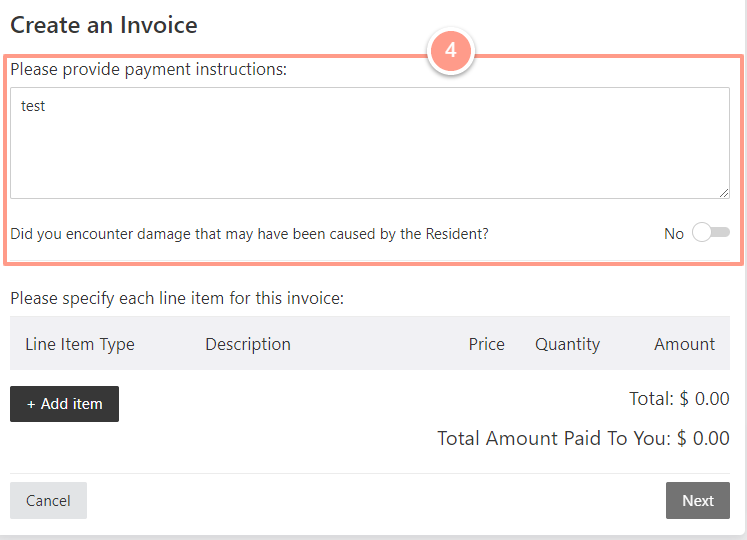 Create an Invoice
4
Please provide payment instructions:
test
Did you encounter damage that may have been caused by the Resident? No
Please specify each line item for this invoice:
Line Item Type Description Price Quantity Amount
+ Add item
Total: $ 0.00
Total Amount Paid To You: $ 0.00
Cancel Next